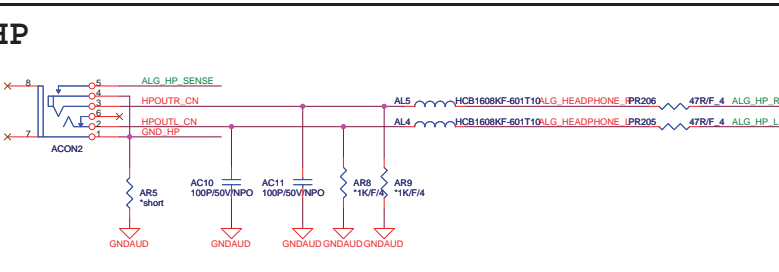 HP
8
5
ALG_HP_SENSE
4
3
HPOUTR_CN
AL5
HCB1608KF-601T10
ALG_HEADPHONE_R
PR206
47R/F_4
ALG_HP_R
6
2
HPOUTL_CN
AL4
HCB1608KF-601T10
ALG_HEADPHONE_L
PR205
47R/F_4
ALG_HP_L
7
1
GND_HP
ACON2
AR5
*short
AC10
100P/50V/NPO
AC11
100P/50V/NPO
AR8
*1K/F/4
AR9
*1K/F/4
GNDAUD
GNDAUD
GNDAUD
GNDAUD
GNDAUD